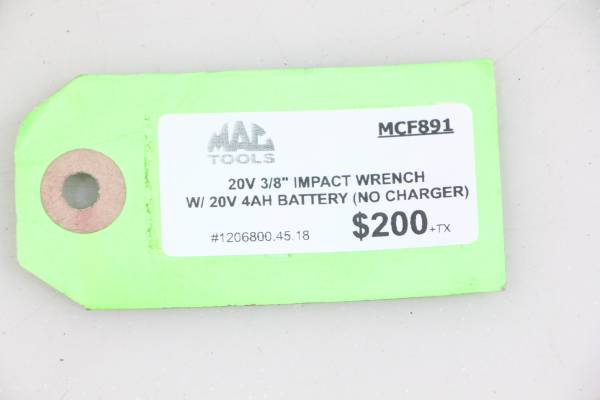 MAC TOOLS
MCF891
20V 3/8" IMPACT WRENCH
W/ 20V 4AH BATTERY (NO CHARGER)
#1206800.45.18 $200+TX